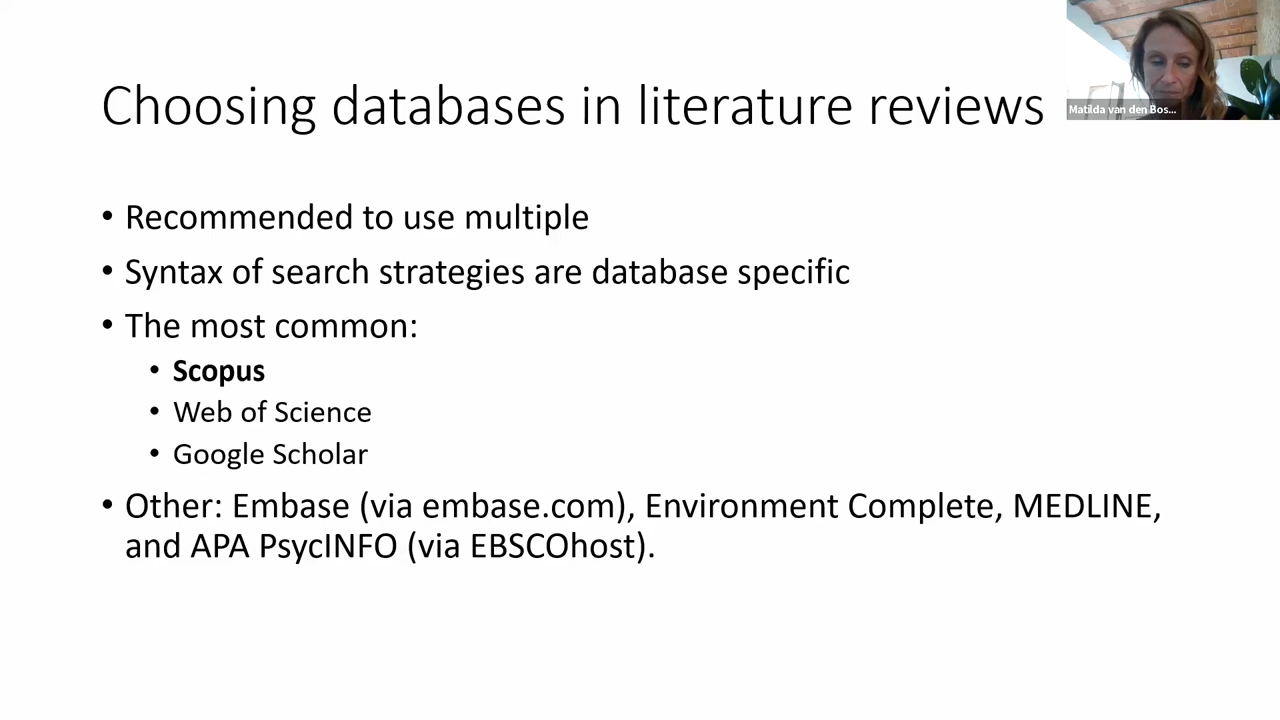 Choosing databases in literature reviews
Matilda van den Bos...
• Recommended to use multiple
• Syntax of search strategies are database specific
• The most common:
• Scopus
• Web of Science
• Google Scholar
• Other: Embase (via embase.com), Environment Complete, MEDLINE,
and APA PsycINFO (via EBSCOhost).